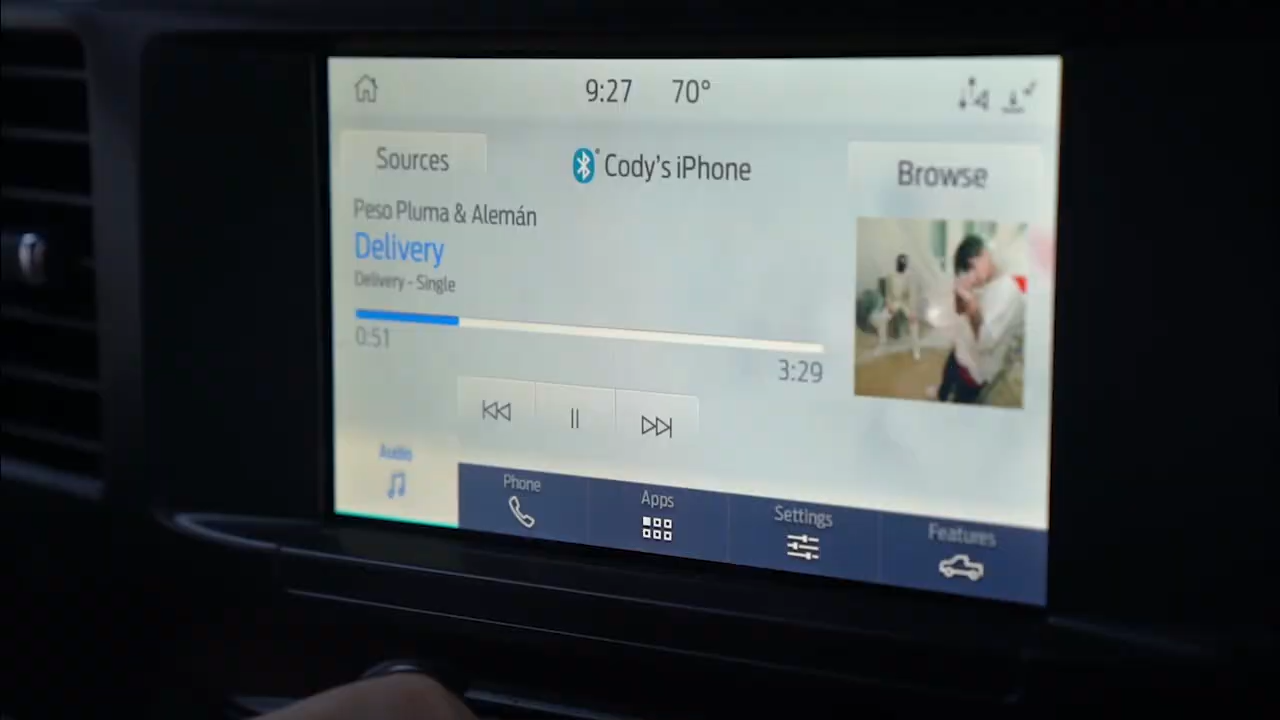 9:27 70°
Sources
Cody's iPhone
Browse
Peso Pluma & Alemán
Delivery
Delivery - Single
0:51
3:29
Audio
Phone
Apps
Settings
Features